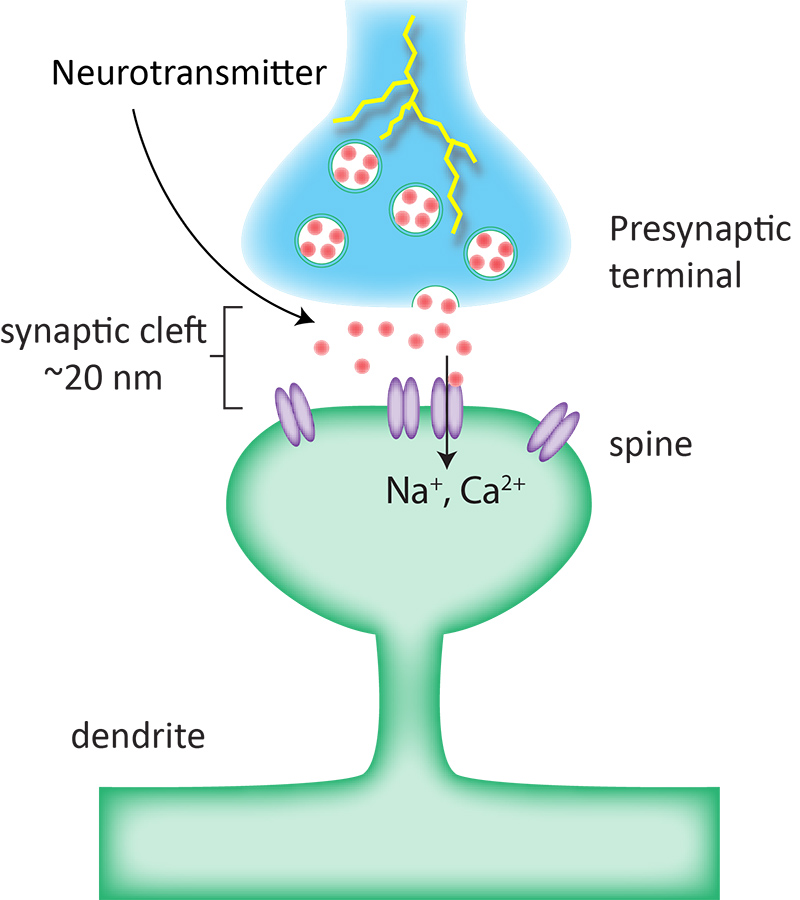 Neurotransmitter
Presynaptic
terminal
synaptic cleft
~20 nm
spine
Na⁺, Ca²⁺
dendrite